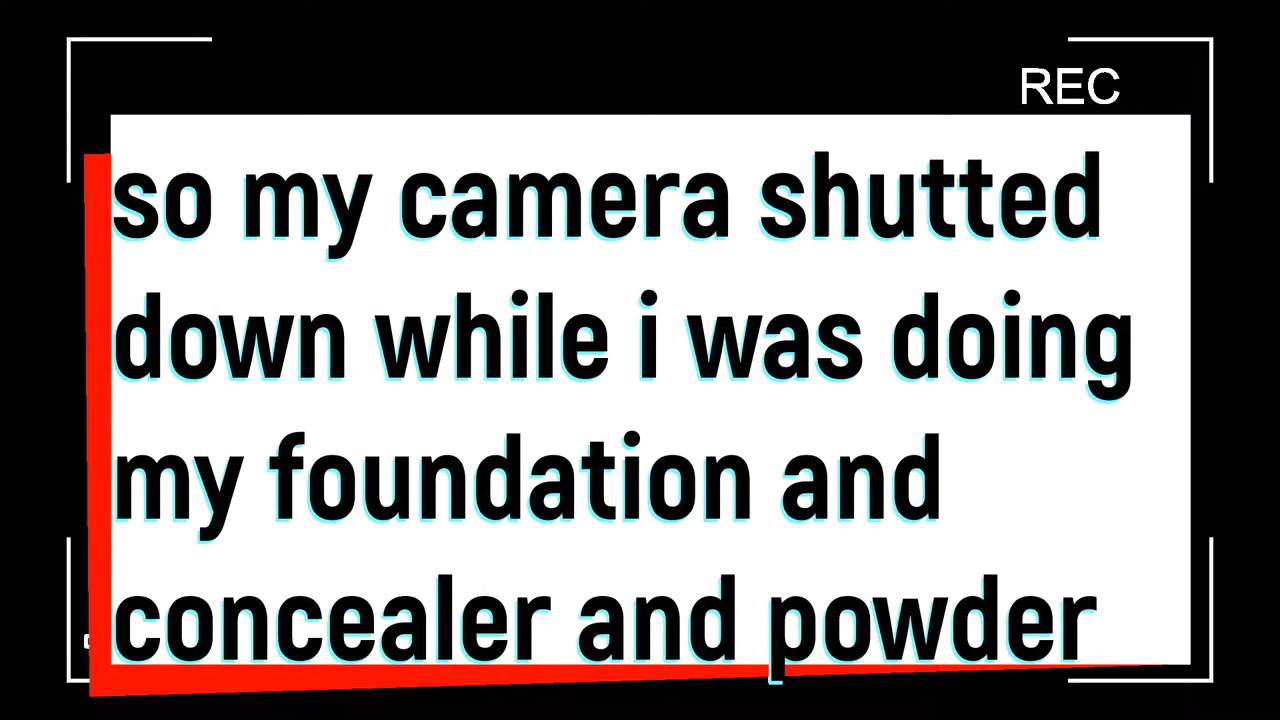 REC
so my camera shutted
down while i was doing
my foundation and
concealer and powder